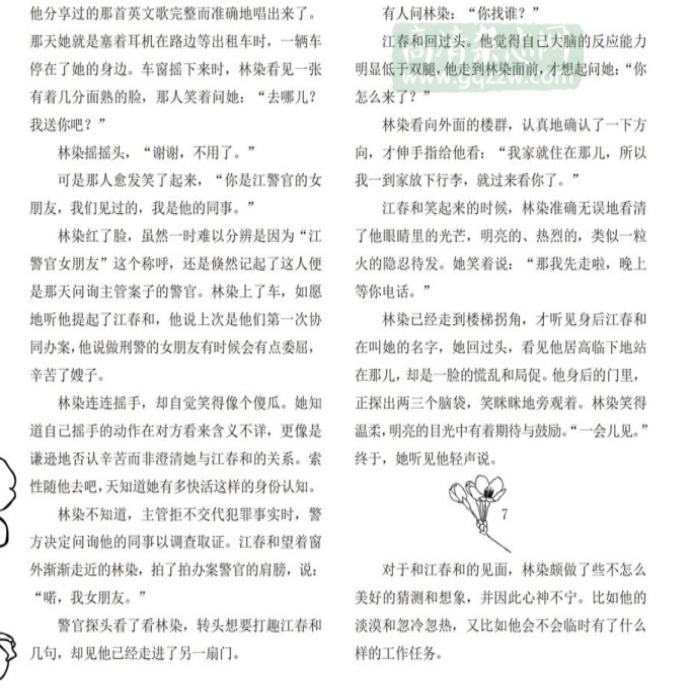 他分享过的那首英文歌完整而准确地唱出来了。
那天她就是塞着耳机在路边等出租车时，一辆车
停在了她的身边。车窗摇下来时，林染看见一张
有着几分面熟的脸，那人笑着问她：“去哪儿？
我送你吧？”
林染摇摇头，“谢谢，不用了。”
可是那人愈发笑了起来，“你是江警官的女
朋友，我们见过的，我是他的同事。”
林染红了脸，虽然一时难以分辨是因为“江
警官女朋友”这个称呼，还是倏然记起了这人便
是那天问询主管案子的警官。林染上了车，如愿
地听他提起了江春和，他说上次是他们第一次协
同办案，他说做刑警的女朋友有时候会有点委屈，
辛苦了嫂子。
林染连连摇手，却自觉笑得像个傻瓜。她知
道自己摇手的动作在对方看来含义不详，更像是
谦逊地否认辛苦而非澄清她与江春和的关系。索
性随他去吧，天知道她有多快活这样的身份认知。
林染不知道，主管拒不交代犯罪事实时，警
方决定问询他的同事以调查取证。江春和望着窗
外渐渐走近的林染，拍了拍办案警官的肩膀，说：
“喏，我女朋友。”
警官探头看了看林染，转头想要打趣江春和
几句，却见他已经走进了另一扇门。
有人问林染：“你找谁？”
江春和回过头。他觉得自己大脑的反应能力
明显低于双腿，他走到林染面前，才想起问她：“你
怎么来了？”
林染看向外面的楼群，认真地确认了一下方
向，才伸手指给他看：“我家就住在那儿，所以
我一到家放下行李，就过来看你了。”
江春和笑起来的时候，林染准确无误地看清
了他眼睛里的光芒，明亮的、热烈的，类似一粒
火的隐忍待发。她笑着说：“那我先走啦，晚上
等你电话。”
林染已经走到楼梯拐角，才听见身后江春和
在叫她的名字，她回过头，看见他居高临下地站
在那儿，却是一脸的慌乱和局促。他身后的门里，
正探出两三个脑袋，笑眯眯地旁观着。林染笑得
温柔，明亮的目光中有着期待与鼓励。“一会儿见。”
终于，她听见他轻声说。
7
对于和江春和的见面，林染颇做了些不怎么
美好的猜测和想象，并因此心神不宁。比如他的
淡漠和忽冷忽热，又比如他会不会临时有了什么
样的工作任务。
www.gqzzw.com